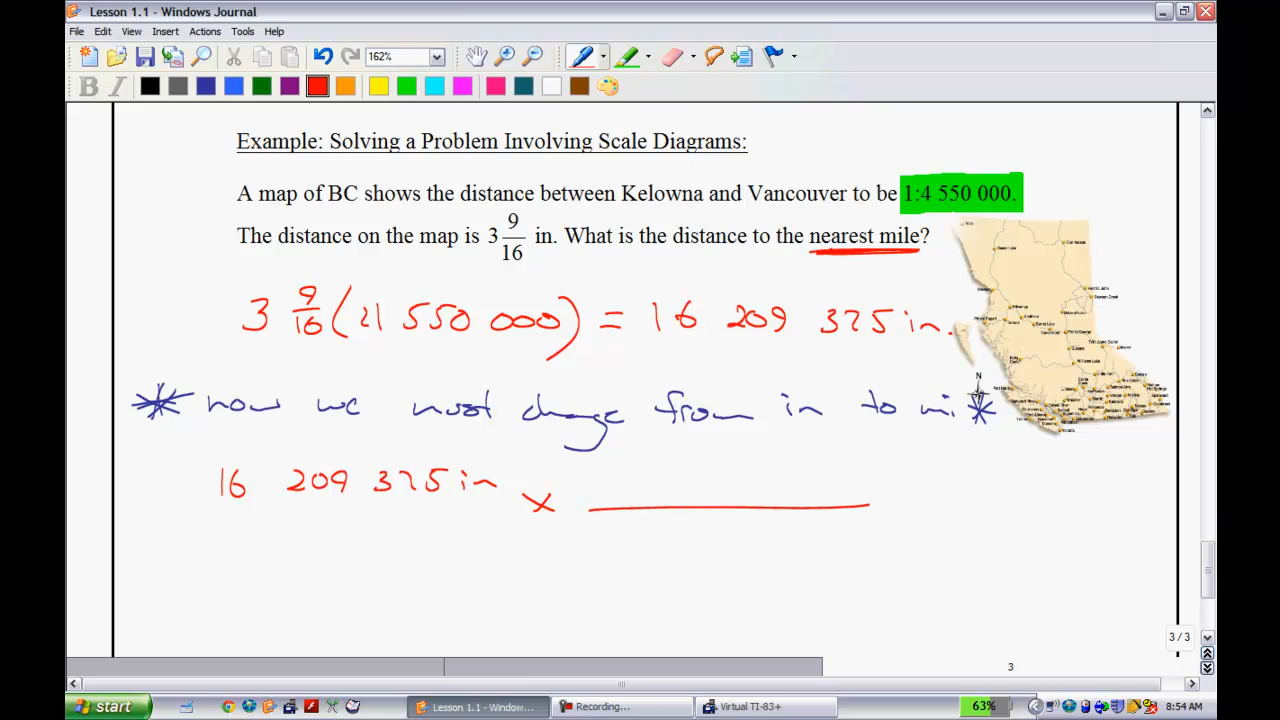 Lesson 1.1 - Windows Journal
File Edit View Insert Actions Tools Help
162%
B I
Example: Solving a Problem Involving Scale Diagrams:
A map of BC shows the distance between Kelowna and Vancouver to be 1:4 550 000.
The distance on the map is 3 9/16 in. What is the distance to the nearest mile?
3 9/16 (4 550 000) = 16 209 375 in.
* now we must change from in to mi *
N
16 209 375 in x
3/3
3
start Lesson 1.1 - Window... Recording... Virtual TI-83+ 63% 8:54 AM